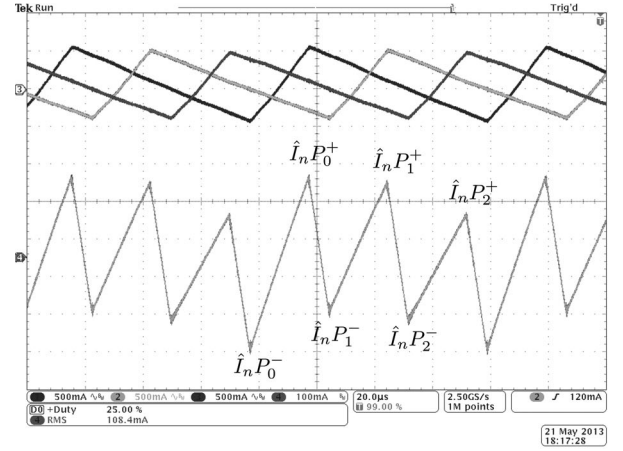 Tek Run Trig'd
T
3
Î_nP_0^+
Î_nP_1^+
Î_nP_2^+
4
Î_nP_1^-
Î_nP_2^-
Î_nP_0^-
500mA 2 500mA 500mA 4 100mA
20.0µs
T 99.00 %
2.50GS/s
1M points
2 120mA
D0 +Duty 25.00 %
4 RMS 108.4mA
21 May 2013
18:17:28